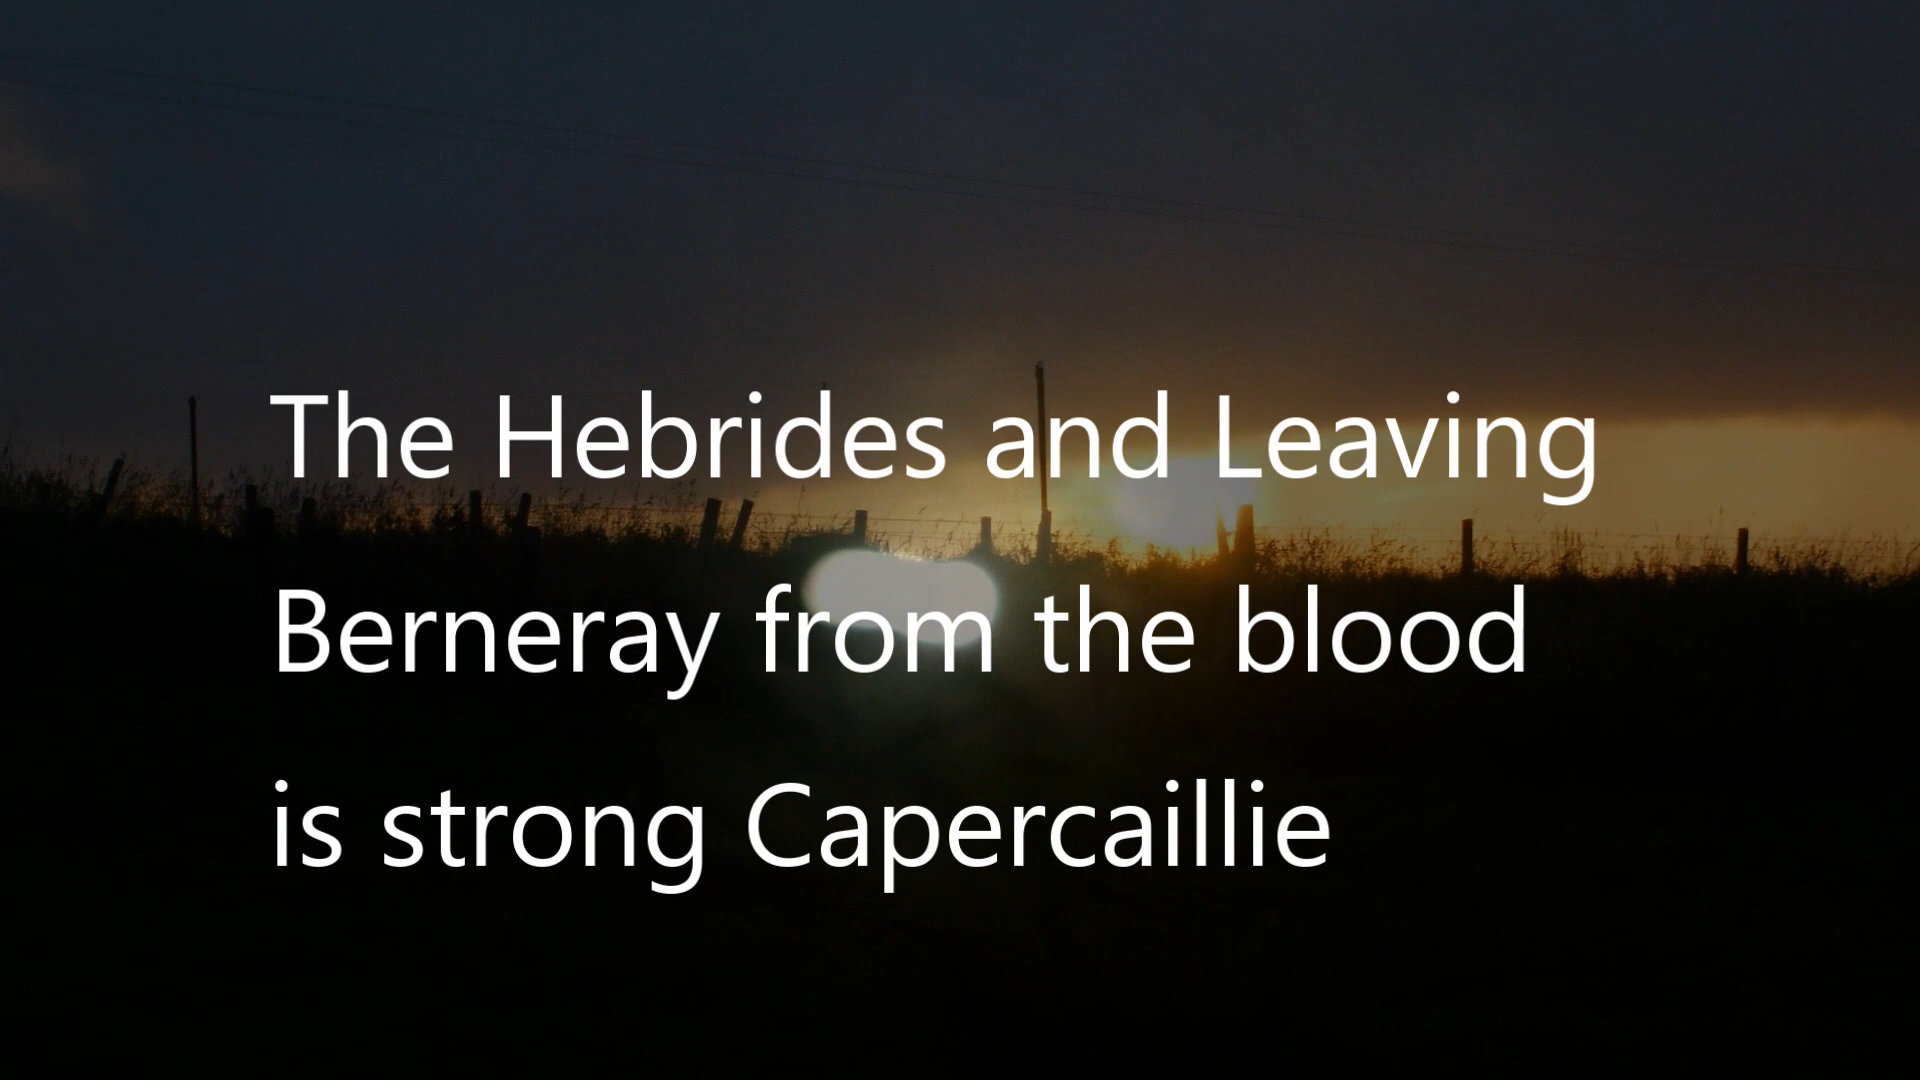 The Hebrides and Leaving
Berneray from the blood
is strong Capercaillie